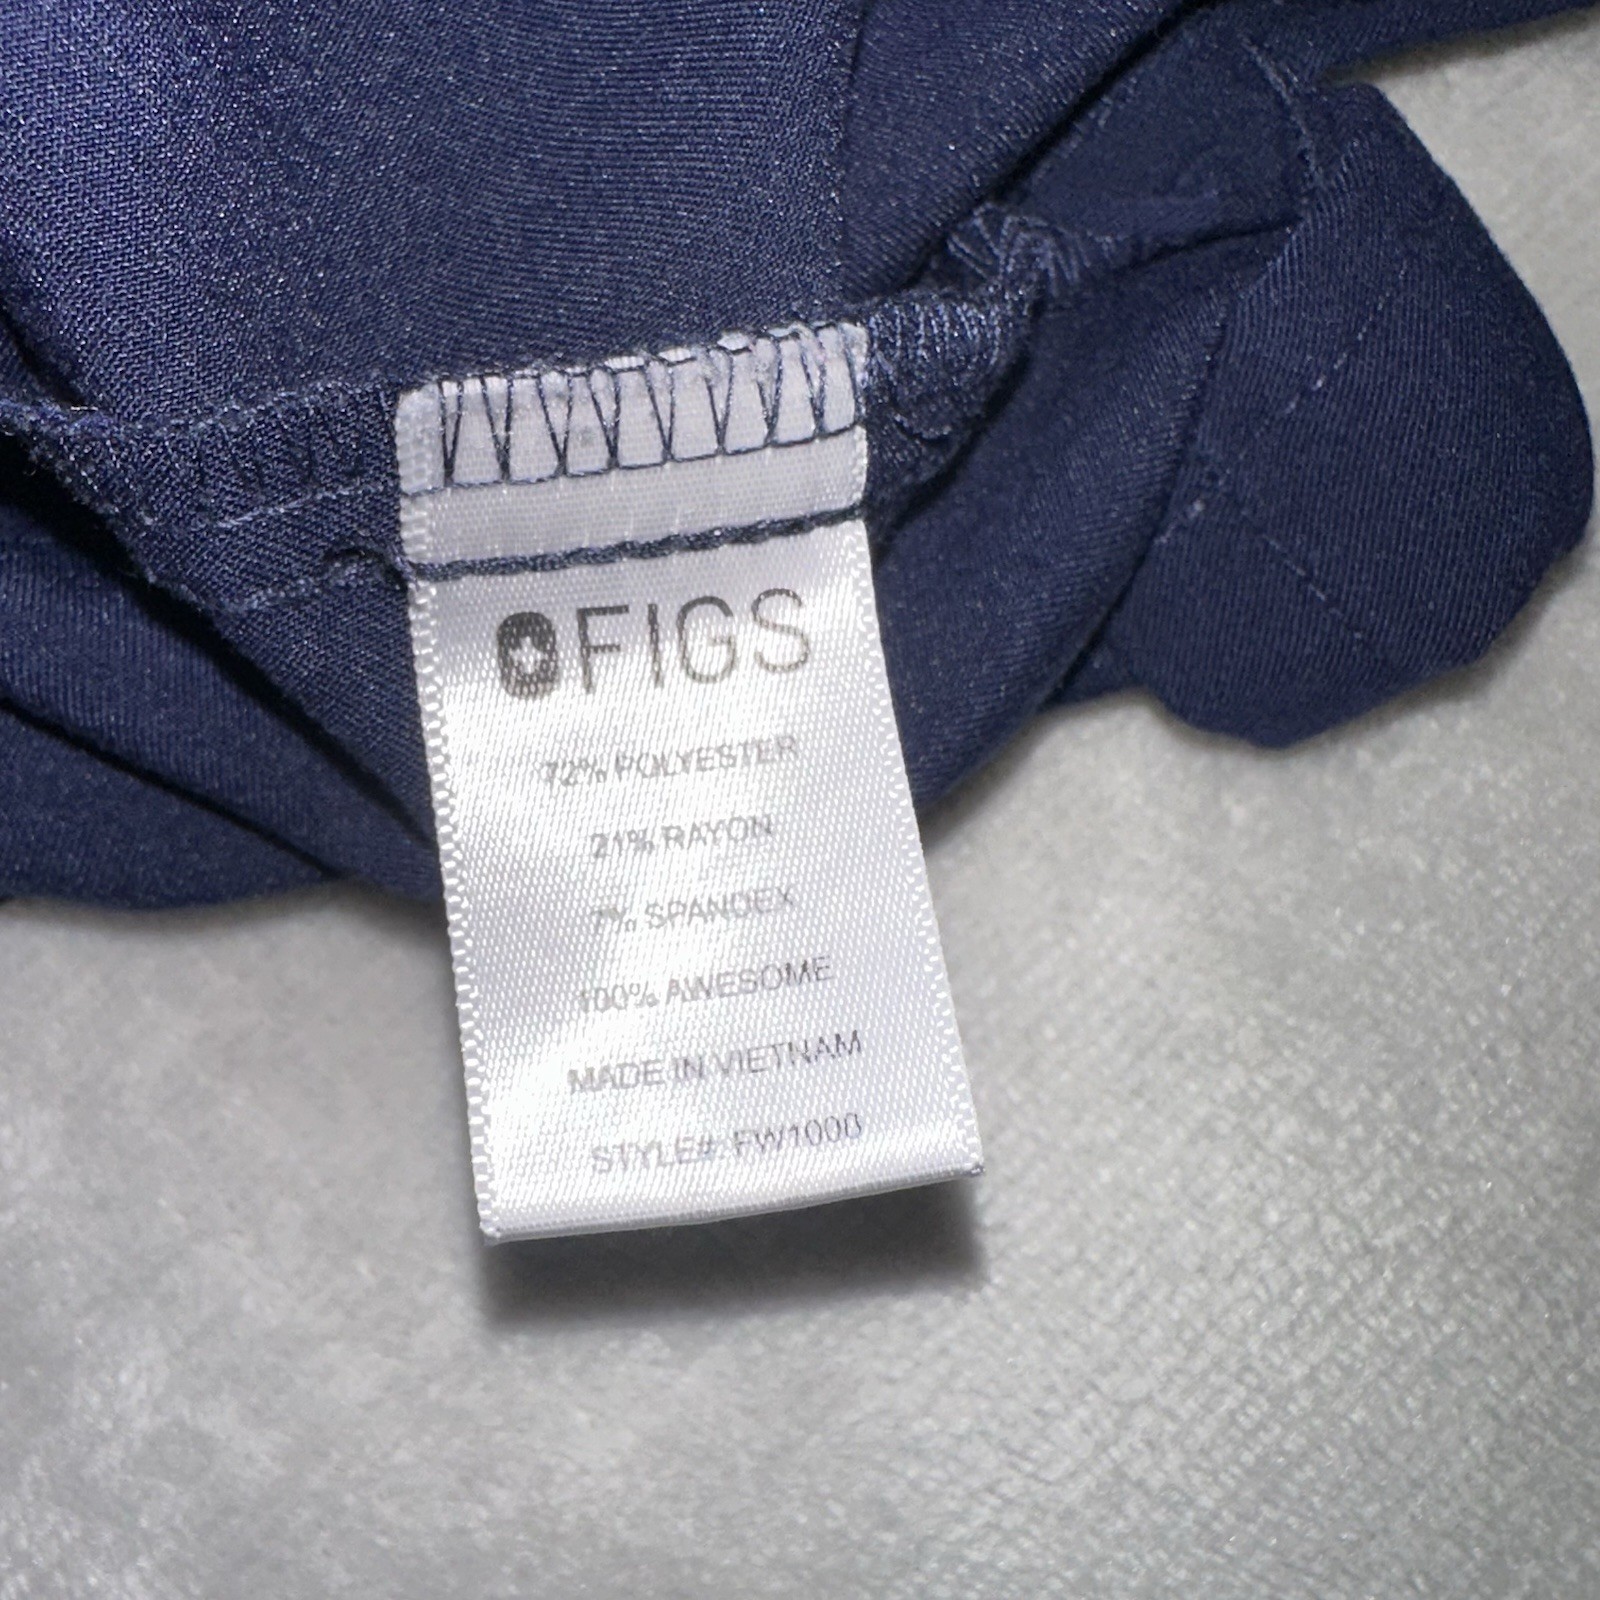 FIGS
72% POLYESTER
21% RAYON
7% SPANDEX
100% AWESOME
MADE IN VIETNAM
STYLE#: FW1000